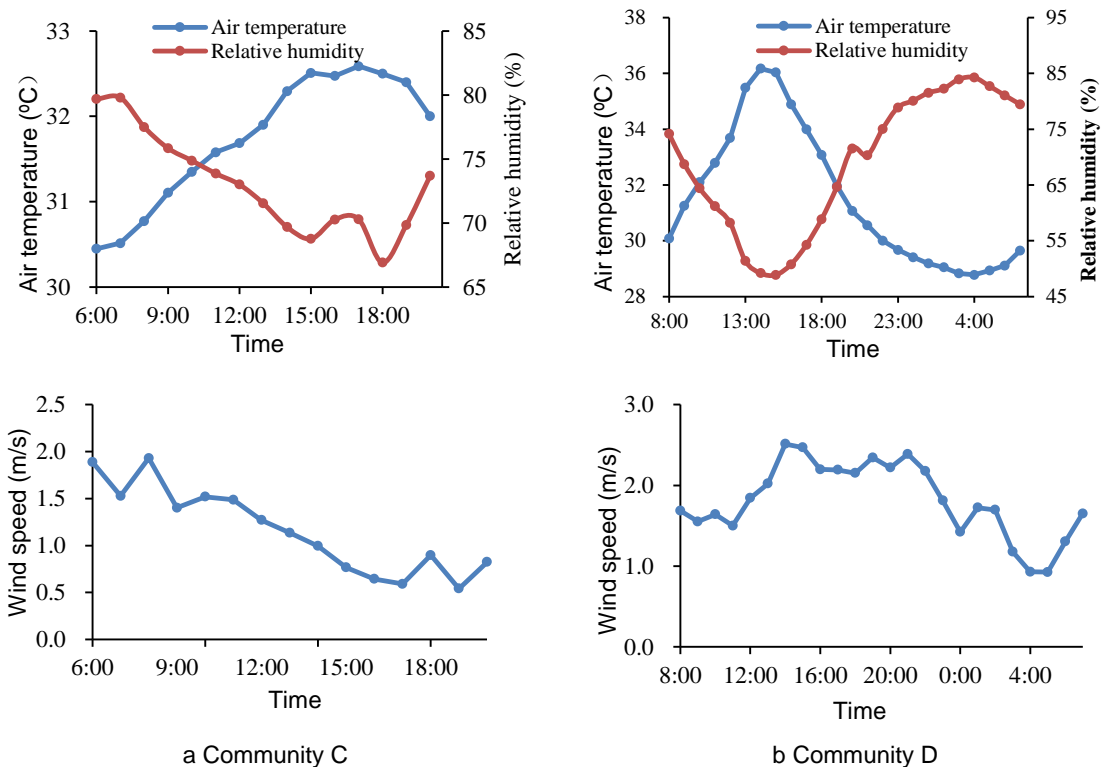 33
32
31
30
Air temperature (ºC)
Air temperature
Relative humidity
85
80
75
70
65
Relative humidity (%)
6:00 9:00 12:00 15:00 18:00
Time
38
36
34
32
30
28
Air temperature (ºC)
Air temperature
Relative humidity
95
85
75
65
55
45
Relative humidity (%)
8:00 13:00 18:00 23:00 4:00
Time
2.5
2.0
1.5
1.0
0.5
0.0
Wind speed (m/s)
6:00 9:00 12:00 15:00 18:00
Time
a Community C
3.0
2.0
1.0
0.0
Wind speed (m/s)
8:00 12:00 16:00 20:00 0:00 4:00
Time
b Community D